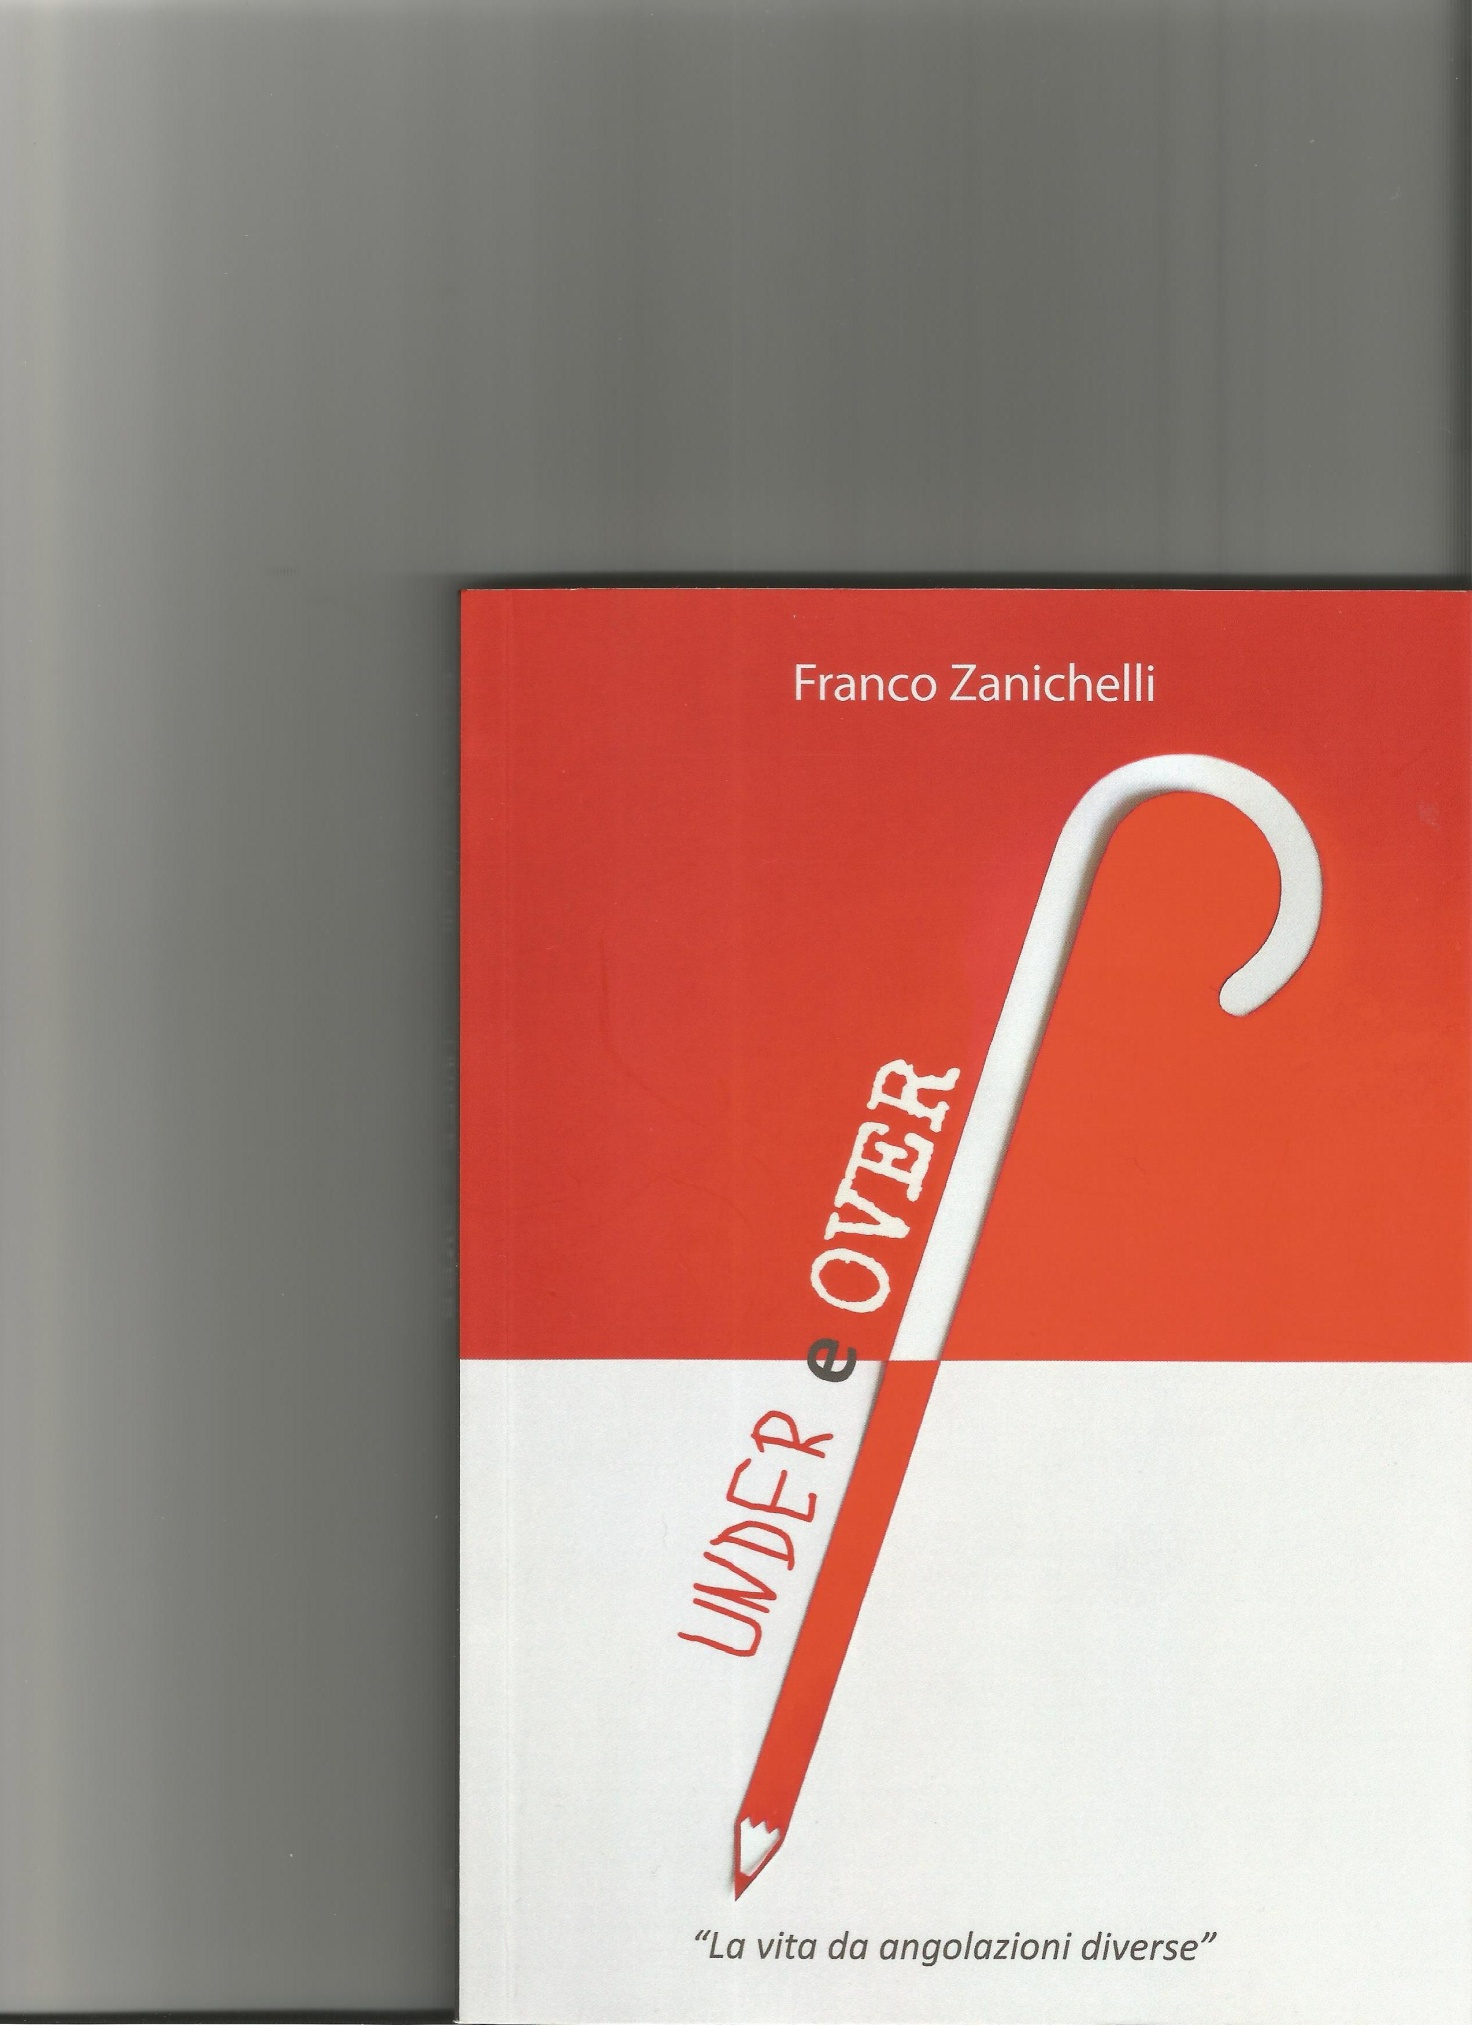 Franco Zanichelli
UNDER e OVER
“La vita da angolazioni diverse”